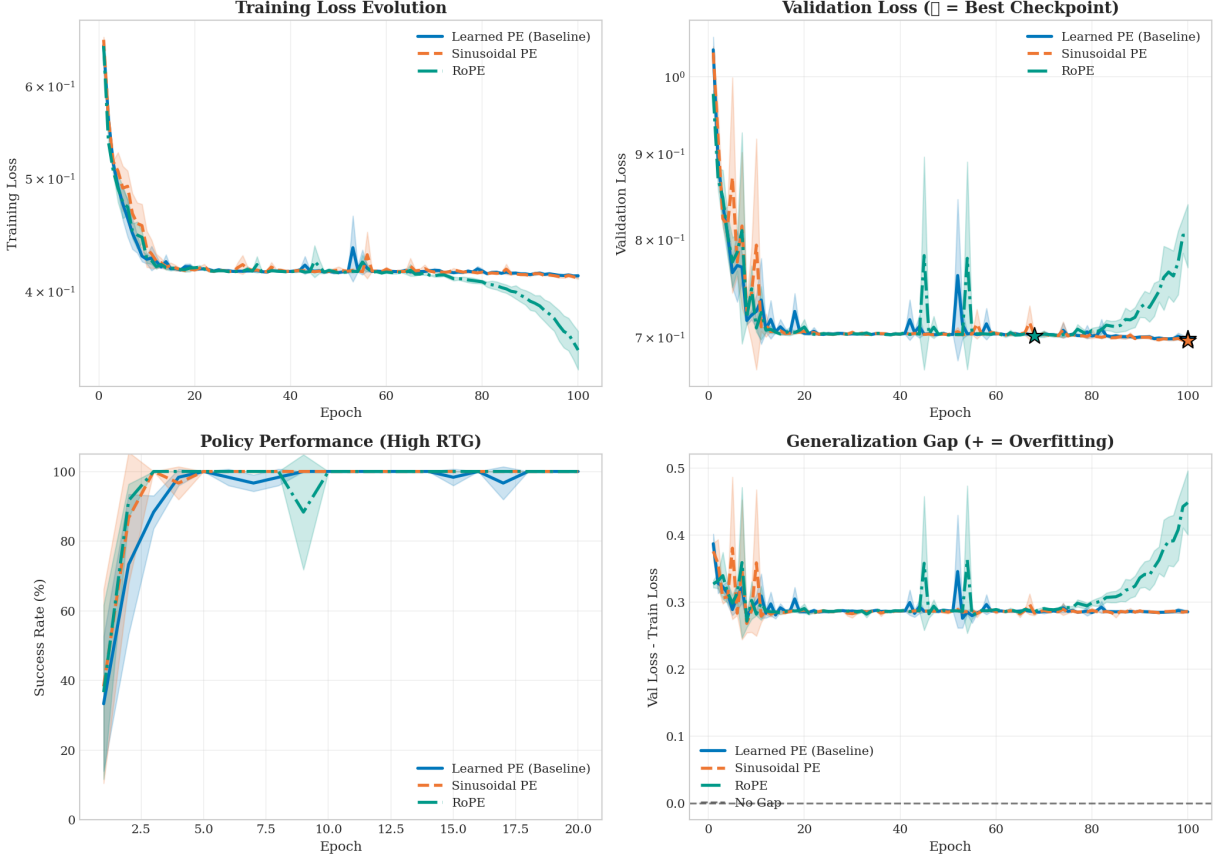 Training Loss Evolution
6 × 10⁻¹
5 × 10⁻¹
4 × 10⁻¹
Training Loss
Learned PE (Baseline)
Sinusoidal PE
RoPE
0 20 40 60 80 100
Epoch
Validation Loss (▯ = Best Checkpoint)
10⁰
9 × 10⁻¹
8 × 10⁻¹
7 × 10⁻¹
Validation Loss
Learned PE (Baseline)
Sinusoidal PE
RoPE
0 20 40 60 80 100
Epoch
Policy Performance (High RTG)
100
80
60
40
20
0
Success Rate (%)
Learned PE (Baseline)
Sinusoidal PE
RoPE
2.5 5.0 7.5 10.0 12.5 15.0 17.5 20.0
Epoch
Generalization Gap (+ = Overfitting)
0.5
0.4
0.3
0.2
0.1
0.0
Val Loss - Train Loss
Learned PE (Baseline)
Sinusoidal PE
RoPE
No Gap
0 20 40 60 80 100
Epoch